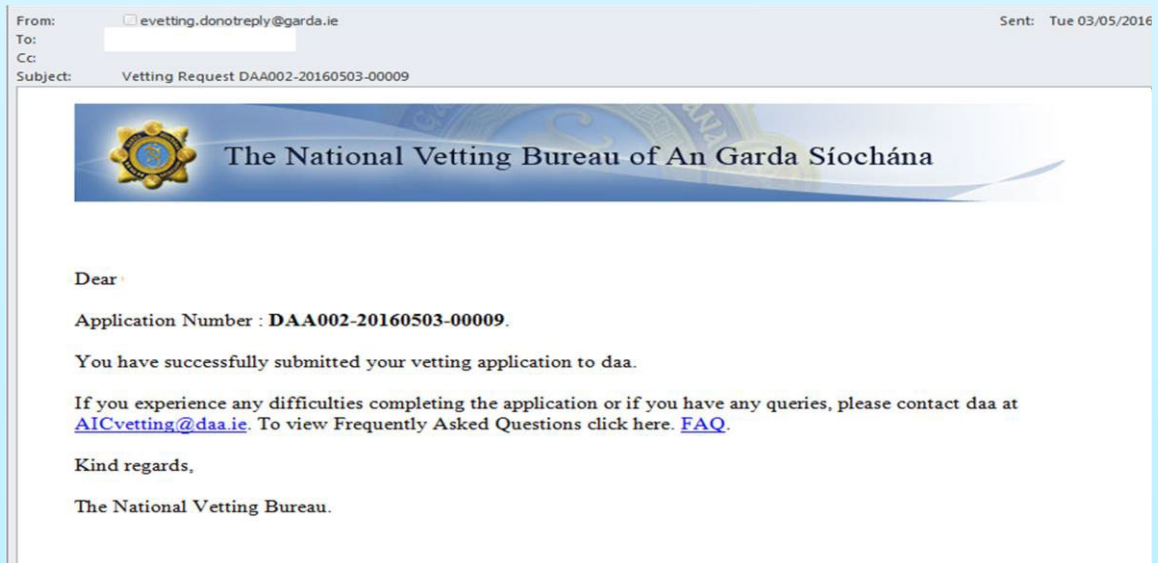 From: evetting.donotreply@garda.ie Sent: Tue 03/05/2016
To:
Cc:
Subject: Vetting Request DAA002-20160503-00009
The National Vetting Bureau of An Garda Síochána
Dear
Application Number : DAA002-20160503-00009.
You have successfully submitted your vetting application to daa.
If you experience any difficulties completing the application or if you have any queries, please contact daa at
AICvetting@daa.ie. To view Frequently Asked Questions click here. FAQ.
Kind regards,
The National Vetting Bureau.